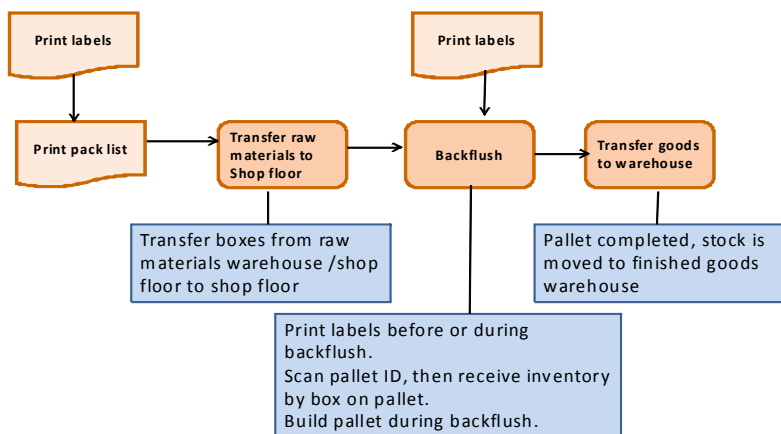 Print labels
Print labels
Print pack list
Transfer raw
materials to
Shop floor
Backflush
Transfer goods
to warehouse
Transfer boxes from raw
materials warehouse /shop
floor to shop floor
Pallet completed, stock is
moved to finished goods
warehouse
Print labels before or during
backflush.
Scan pallet ID, then receive inventory
by box on pallet.
Build pallet during backflush.